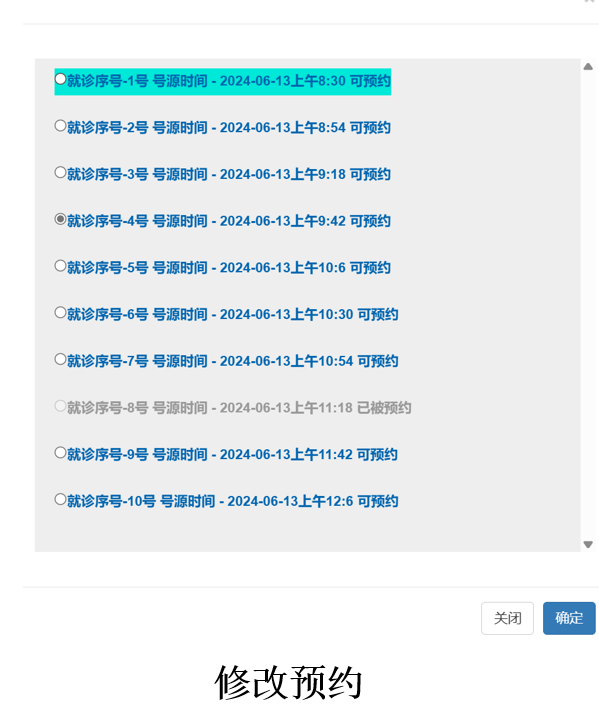 就诊序号-1号 号源时间 - 2024-06-13上午8:30 可预约
就诊序号-2号 号源时间 - 2024-06-13上午8:54 可预约
就诊序号-3号 号源时间 - 2024-06-13上午9:18 可预约
就诊序号-4号 号源时间 - 2024-06-13上午9:42 可预约
就诊序号-5号 号源时间 - 2024-06-13上午10:6 可预约
就诊序号-6号 号源时间 - 2024-06-13上午10:30 可预约
就诊序号-7号 号源时间 - 2024-06-13上午10:54 可预约
就诊序号-8号 号源时间 - 2024-06-13上午11:18 已被预约
就诊序号-9号 号源时间 - 2024-06-13上午11:42 可预约
就诊序号-10号 号源时间 - 2024-06-13上午12:6 可预约
关闭 确定
修改预约